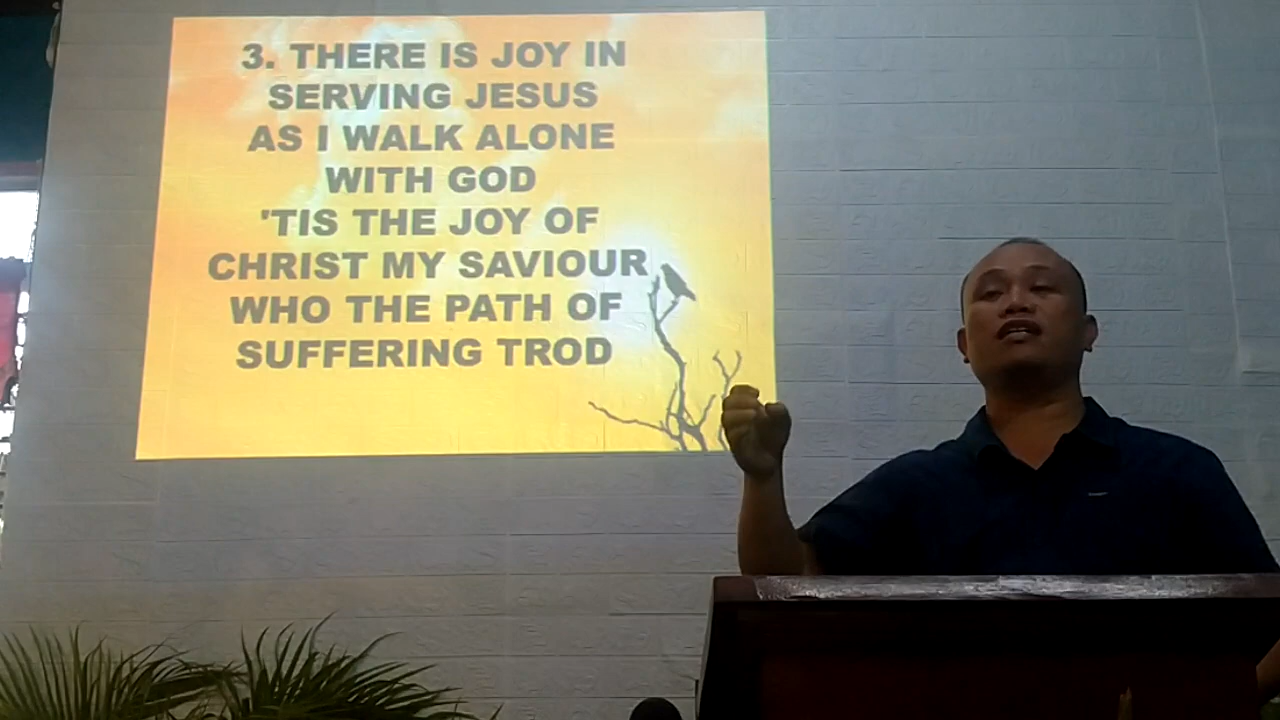 3. THERE IS JOY IN
SERVING JESUS
AS I WALK ALONE
WITH GOD
'TIS THE JOY OF
CHRIST MY SAVIOUR
WHO THE PATH OF
SUFFERING TROD